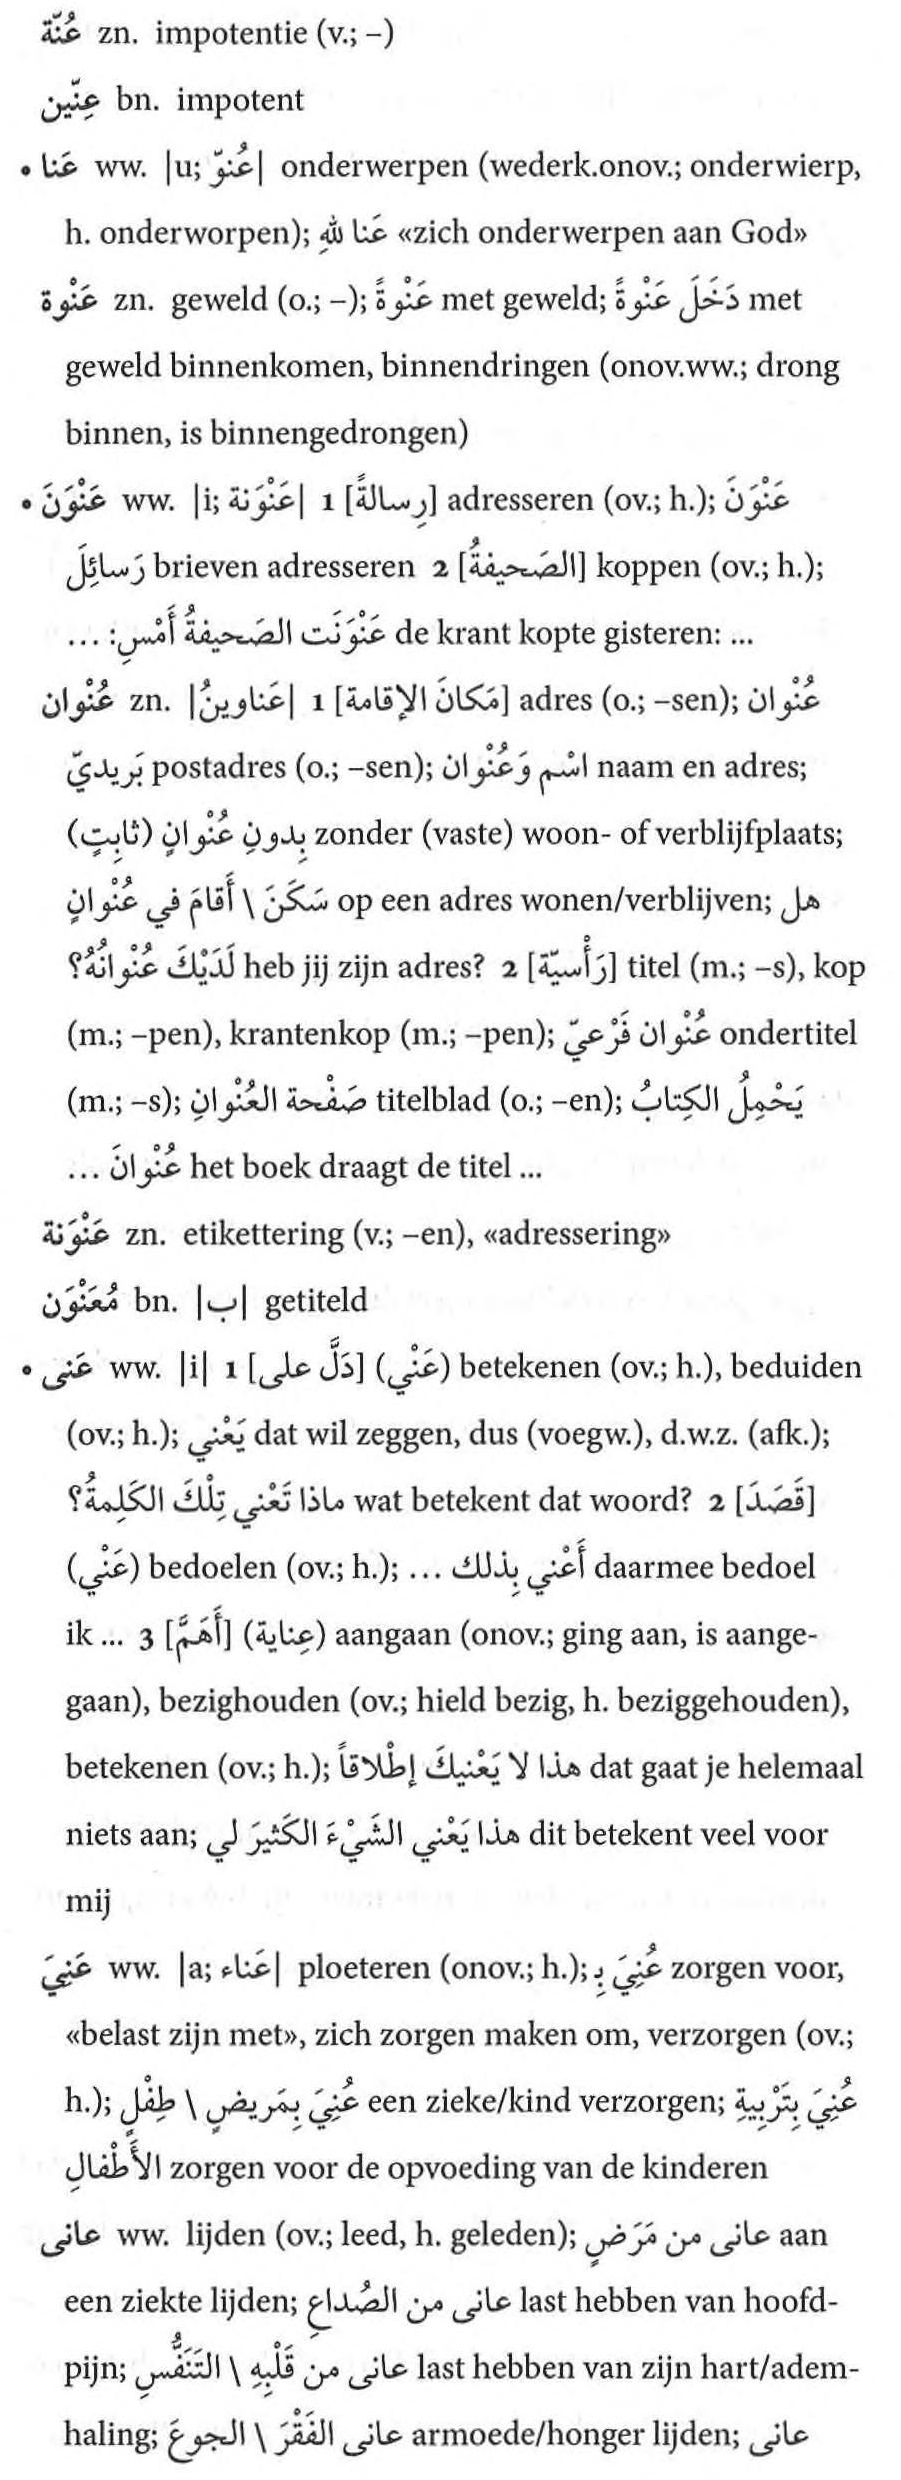 عُنّة zn. impotentie (v.; –)
عِنّين bn. impotent
• عَنا ww. |u; عُنوّ| onderwerpen (wederk.onov.; onderwierp,
h. onderworpen); عَنا للهِ «zich onderwerpen aan God»
عَنْوة zn. geweld (o.; –); عَنْوةً met geweld; دَخَلَ عَنْوةً met
geweld binnenkomen, binnendringen (onov.ww.; drong
binnen, is binnengedrongen)
• عَنْوَنَ ww. |i; عَنْوَنة| 1 [رِسالةً] adresseren (ov.; h.); عَنْوَنَ
رَسائِلَ brieven adresseren 2 [الصَحيفةُ] koppen (ov.; h.);
عَنْوَنَت الصَحيفةُ أَمْسِ: ... de krant kopte gisteren: ...
عُنْوان zn. |عَناوينُ| 1 [مَكانَ الإقامة] adres (o.; –sen); عُنْوان
بَريديّ postadres (o.; –sen); اسْم وَعُنْوان naam en adres;
بِدونِ عُنْوانٍ (ثابِتٍ) zonder (vaste) woon- of verblijfplaats;
سَكَنَ \ أَقامَ في عُنْوانٍ op een adres wonen/verblijven; هل
لَدَيْكَ عُنْوانُهُ؟ heb jij zijn adres? 2 [رَأْسيّة] titel (m.; –s), kop
(m.; –pen), krantenkop (m.; –pen); عُنْوان فَرْعيّ ondertitel
(m.; –s); صَفْحة العُنْوانِ titelblad (o.; –en); يَحْمِلُ الكِتابُ
عُنْوانَ ... het boek draagt de titel ...
عَنْوَنة zn. etikettering (v.; –en), «adressering»
مُعَنْوَن bn. |ب| getiteld
• عَنى ww. |i| 1 [دَلَّ على] (عَنْي) betekenen (ov.; h.), beduiden
(ov.; h.); يَعْني dat wil zeggen, dus (voegw.), d.w.z. (afk.);
ماذا تَعْني تِلْكَ الكَلِمةُ؟ wat betekent dat woord? 2 [قَصَدَ]
(عَنْي) bedoelen (ov.; h.); أَعْني بِذلك ... daarmee bedoel
ik ... 3 [أَهَمَّ] (عِناية) aangaan (onov.; ging aan, is aange-
gaan), bezighouden (ov.; hield bezig, h. beziggehouden),
betekenen (ov.; h.); هذا لا يَعْنيكَ إطْلاقاً dat gaat je helemaal
niets aan; هذا يَعْني الشَيْءَ الكَثيرَ لي dit betekent veel voor
mij
عَنِيَ ww. |a; عَناء| ploeteren (onov.; h.); عُنِيَ بِ zorgen voor,
«belast zijn met», zich zorgen maken om, verzorgen (ov.;
h.); عُنِيَ بِمَريضٍ \ طِفْلٍ een zieke/kind verzorgen; عُنِيَ بِتَرْبِيةِ
الأَطْفالِ zorgen voor de opvoeding van de kinderen
عانى ww. lijden (ov.; leed, h. geleden); عانى من مَرَضٍ aan
een ziekte lijden; عانى من الصُداعِ last hebben van hoofd-
pijn; عانى من قَلْبِهِ \ التَنَفُّسِ last hebben van zijn hart/adem-
haling; عانى الفَقْرَ \ الجوعَ armoede/honger lijden; عانى